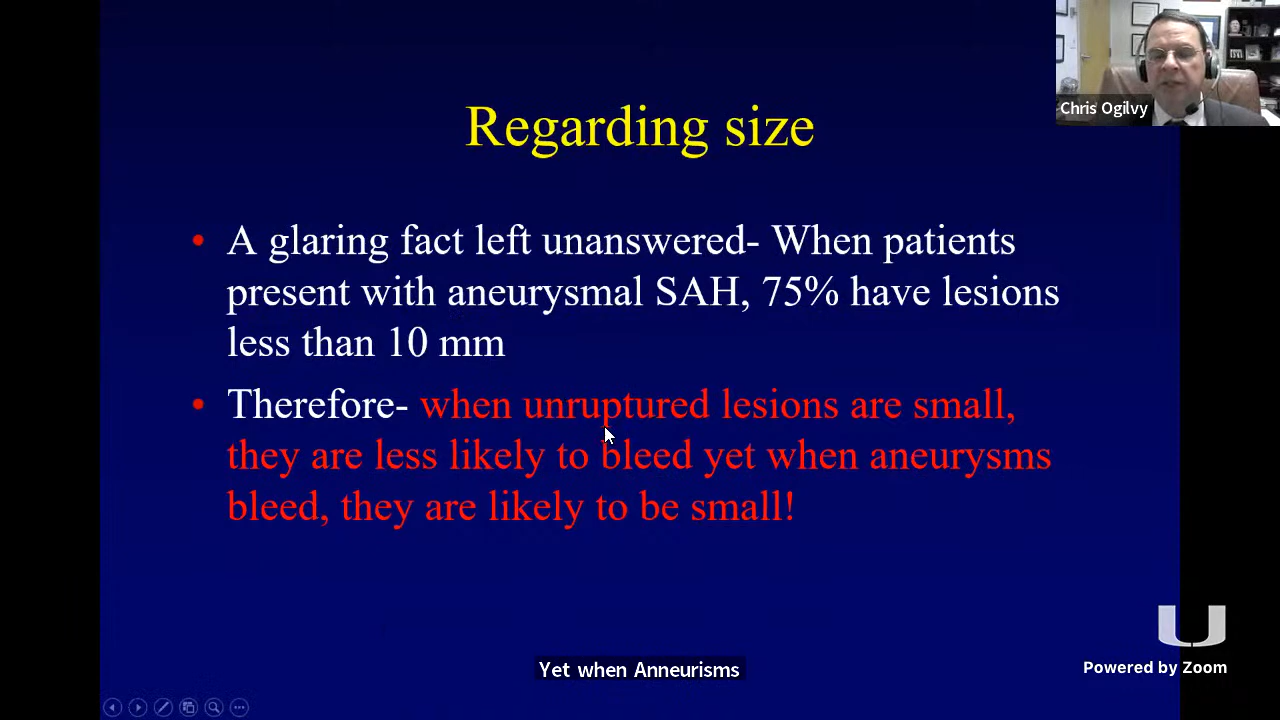 Chris Ogilvy
Regarding size
• A glaring fact left unanswered- When patients
present with aneurysmal SAH, 75% have lesions
less than 10 mm
• Therefore- when unruptured lesions are small,
they are less likely to bleed yet when aneurysms
bleed, they are likely to be small!
U
Powered by Zoom
Yet when Anneurisms